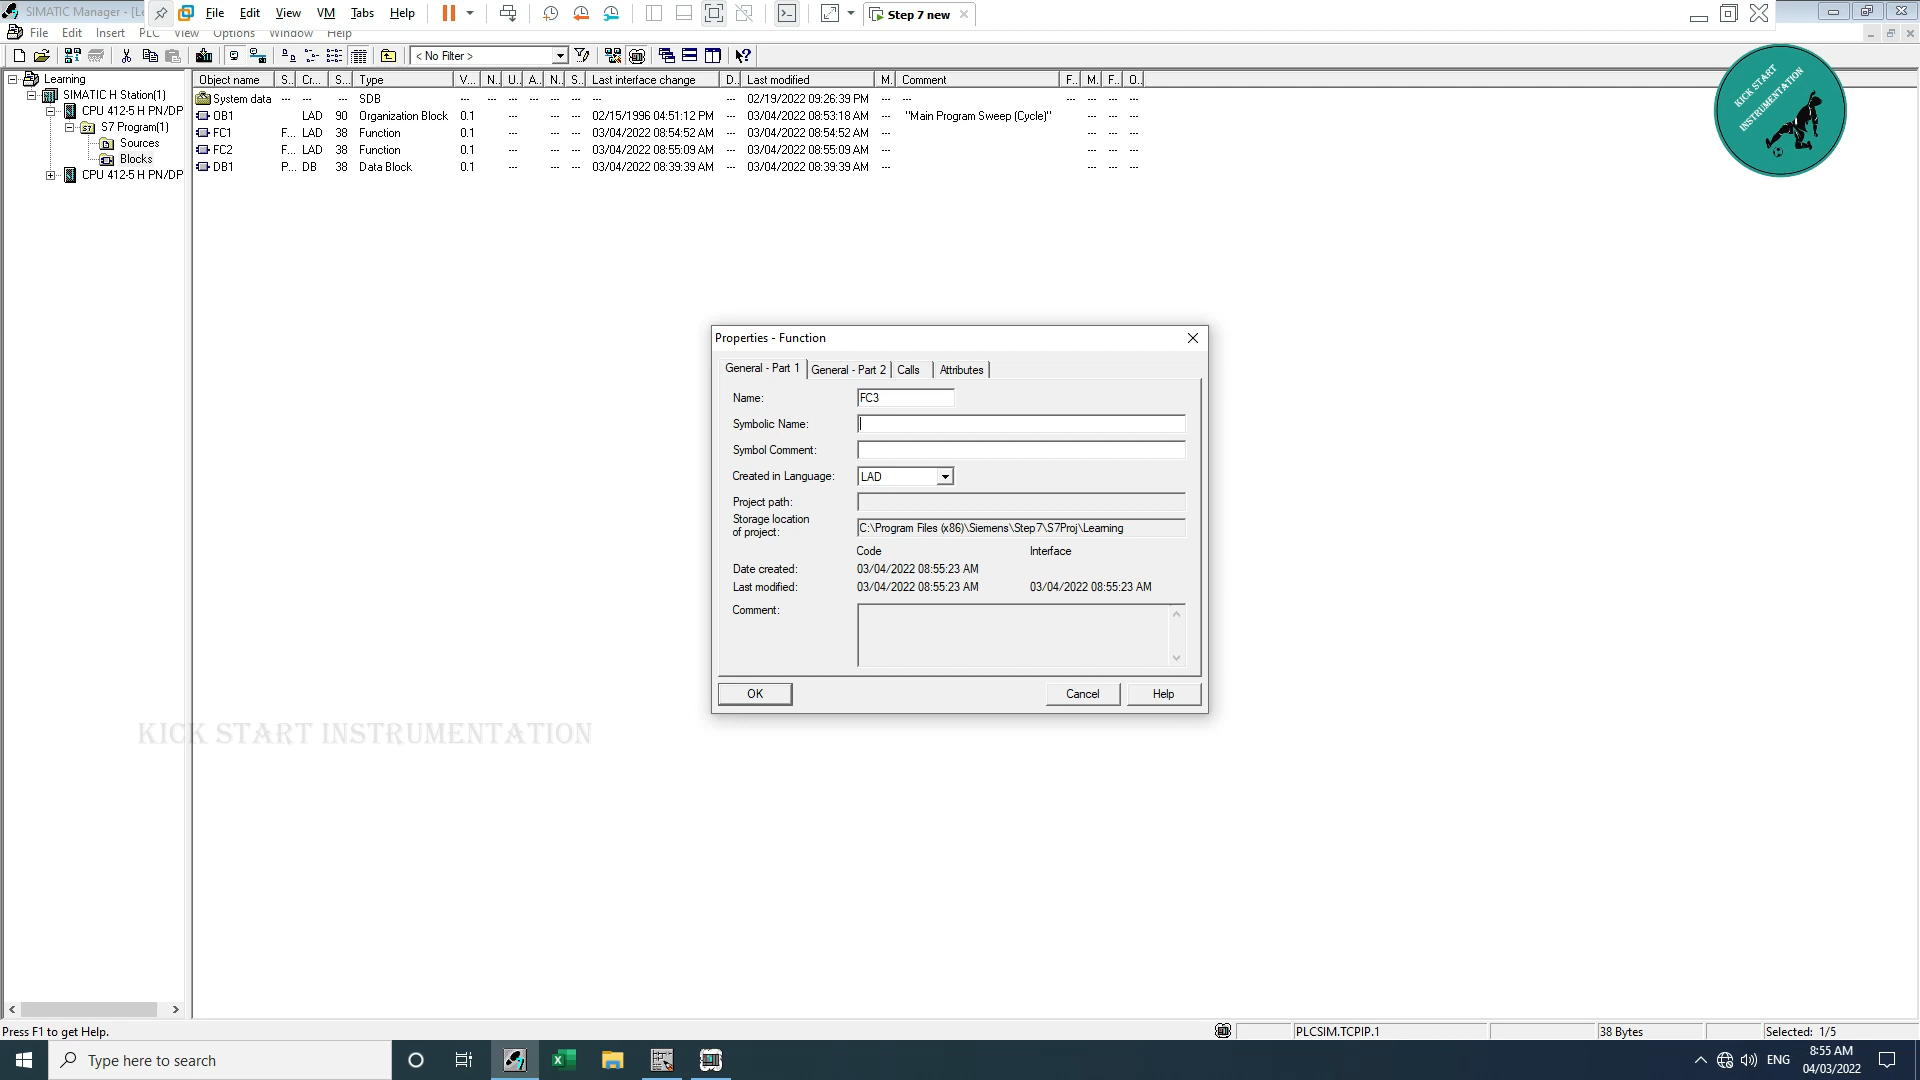 SIMATIC Manager - [Le
File Edit View VM Tabs Help
Step 7 new
File Edit Insert PLC View Options Window Help
< No Filter >
Learning
SIMATIC H Station(1)
CPU 412-5 H PN/DP
S7 Program(1)
Sources
Blocks
CPU 412-5 H PN/DP
Object name S.. Cr... S... Type V... N.. U.. A.. N.. S.. Last interface change D.. Last modified M.. Comment F.. M.. F.. O..
System data --- --- --- SDB --- --- --- --- --- --- --- --- 02/19/2022 09:26:39 PM --- --- --- --- --- ---
OB1 LAD 90 Organization Block 0.1 --- --- --- 02/15/1996 04:51:12 PM --- 03/04/2022 08:53:18 AM --- "Main Program Sweep (Cycle)" --- --- ---
FC1 F... LAD 38 Function 0.1 --- --- --- 03/04/2022 08:54:52 AM --- 03/04/2022 08:54:52 AM --- --- --- ---
FC2 F... LAD 38 Function 0.1 --- --- --- 03/04/2022 08:55:09 AM --- 03/04/2022 08:55:09 AM --- --- --- ---
DB1 P... DB 38 Data Block 0.1 --- --- --- 03/04/2022 08:39:39 AM --- 03/04/2022 08:39:39 AM --- --- --- ---
KICK START
INSTRUMENTATION
Properties - Function
General - Part 1 General - Part 2 Calls Attributes
Name: FC3
Symbolic Name:
Symbol Comment:
Created in Language: LAD
Project path:
Storage location
of project: C:\Program Files (x86)\Siemens\Step7\S7Proj\Learning
Code Interface
Date created: 03/04/2022 08:55:23 AM
Last modified: 03/04/2022 08:55:23 AM 03/04/2022 08:55:23 AM
Comment:
OK Cancel Help
KICK START INSTRUMENTATION
Press F1 to get Help. PLCSIM.TCPIP.1 38 Bytes Selected: 1/5
Type here to search
ENG
8:55 AM
04/03/2022